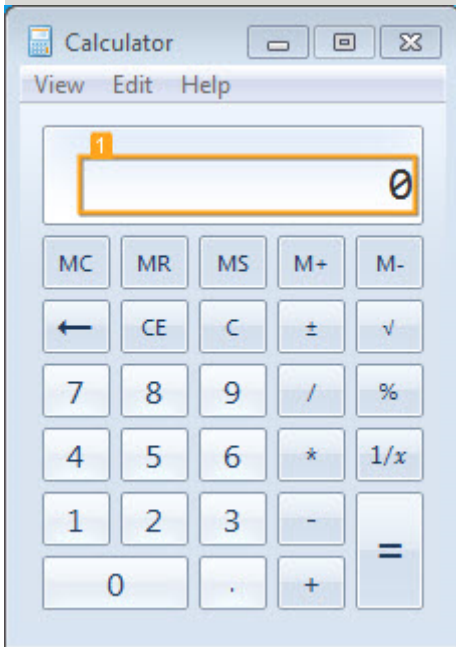 Calculator
View Edit Help
1
0
MC MR MS M+ M-
← CE C ± √
7 8 9 / %
4 5 6 * 1/x
1 2 3 - =
0 . +